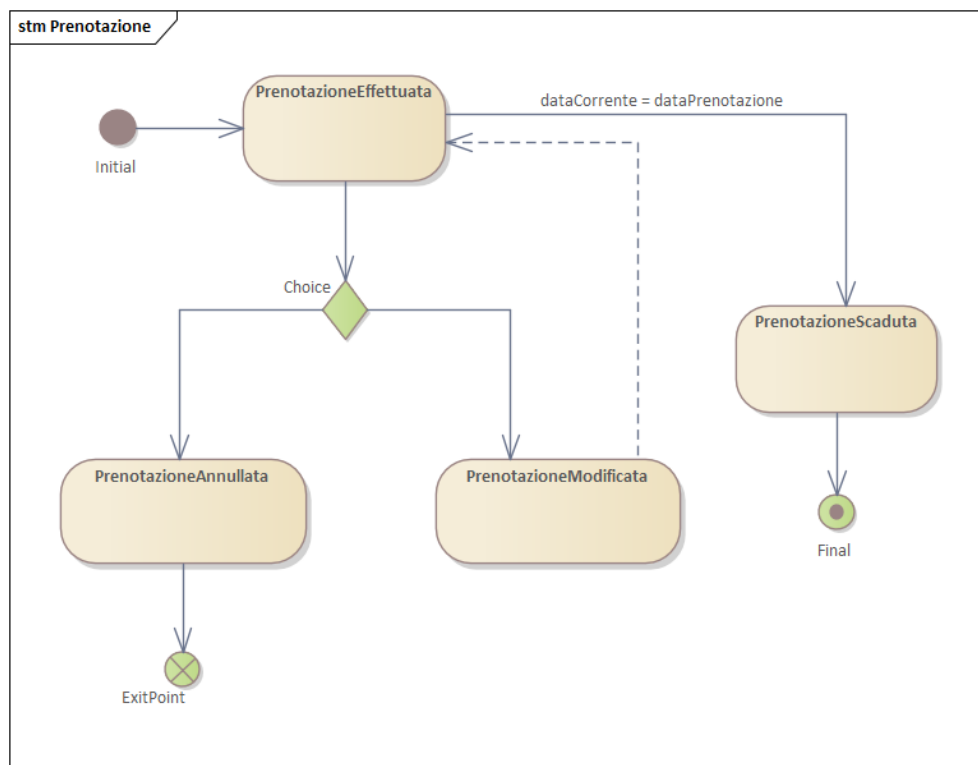 stm Prenotazione
PrenotazioneEffettuata
dataCorrente = dataPrenotazione
Initial
Choice
PrenotazioneScaduta
PrenotazioneAnnullata
PrenotazioneModificata
Final
ExitPoint